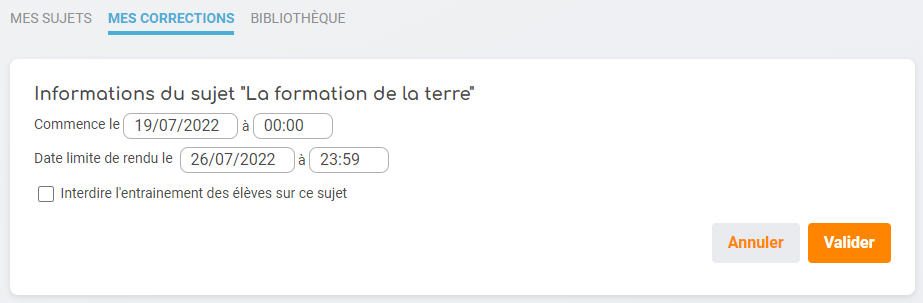 MES SUJETS MES CORRECTIONS BIBLIOTHÈQUE
Informations du sujet "La formation de la terre"
Commence le 19/07/2022 à 00:00
Date limite de rendu le 26/07/2022 à 23:59
Interdire l'entrainement des élèves sur ce sujet
Annuler Valider